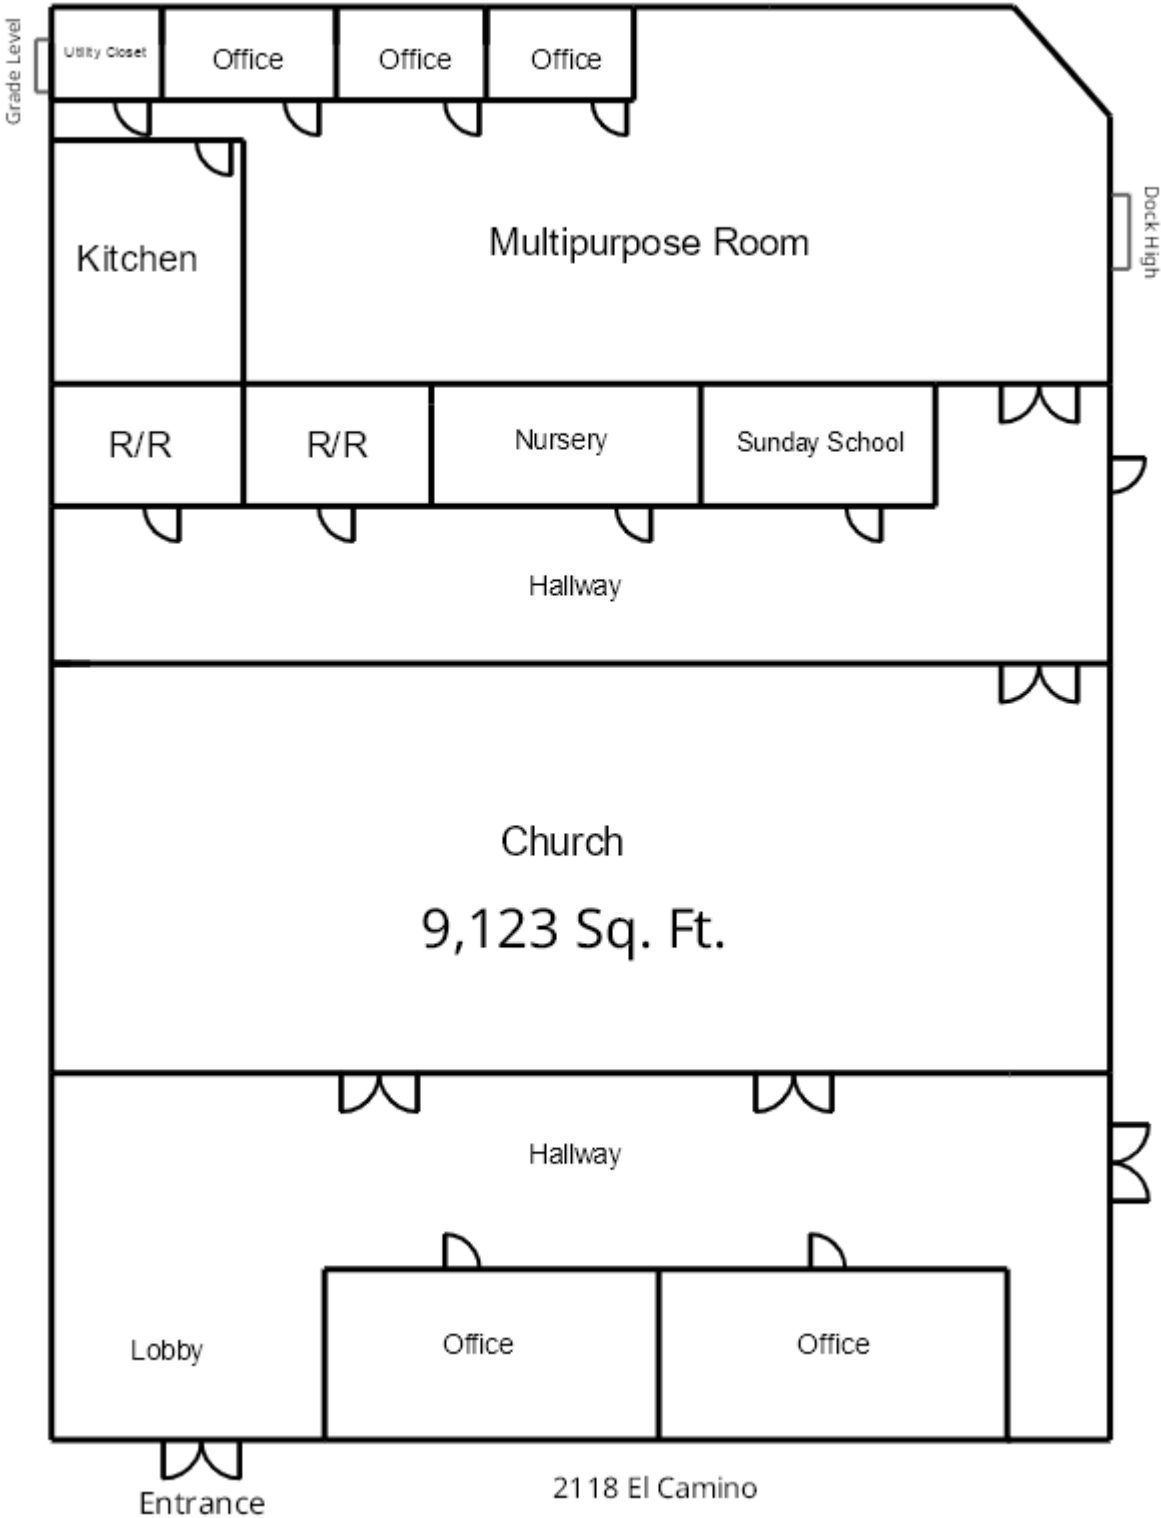 Grade Level
Utility Closet
Office
Office
Office
Kitchen
Multipurpose Room
Dock High
R/R
R/R
Nursery
Sunday School
Hallway
Church
9,123 Sq. Ft.
Hallway
Lobby
Office
Office
Entrance
2118 El Camino